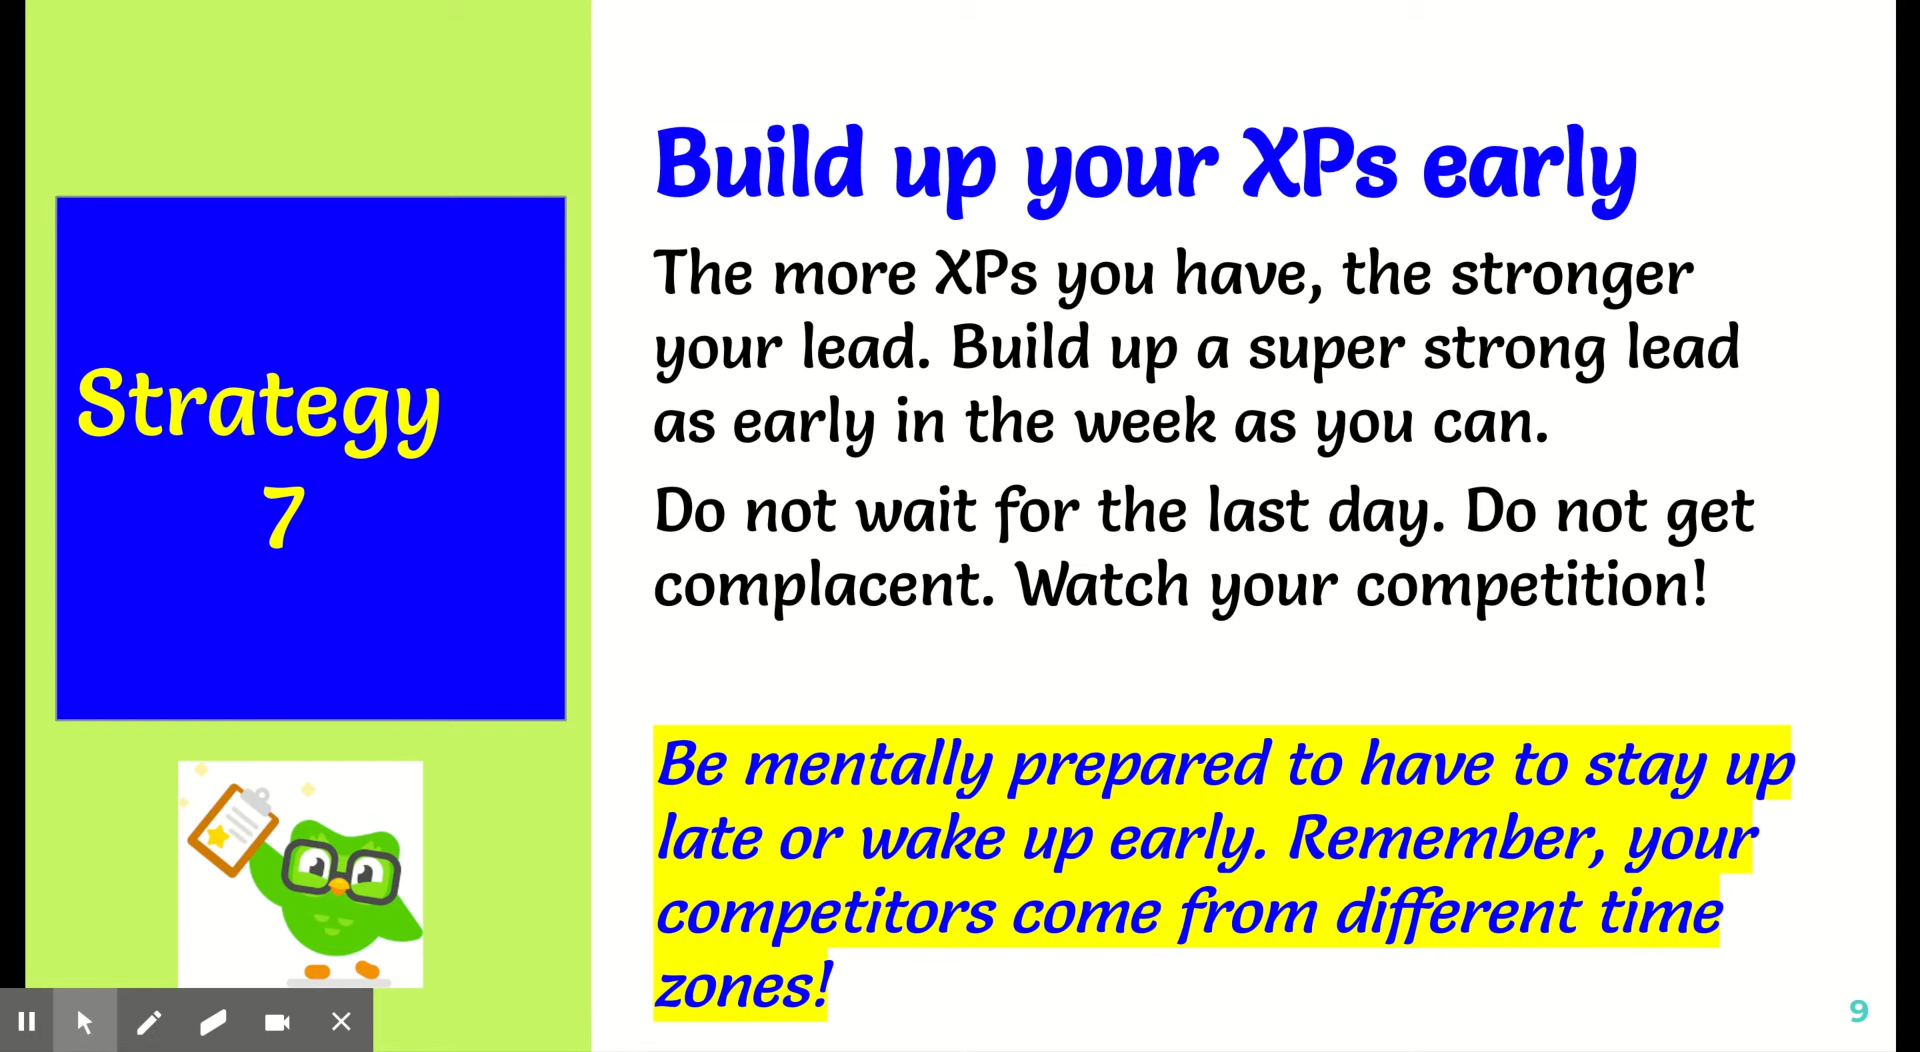 Strategy
7
Build up your XPs early
The more XPs you have, the stronger
your lead. Build up a super strong lead
as early in the week as you can.
Do not wait for the last day. Do not get
complacent. Watch your competition!
Be mentally prepared to have to stay up
late or wake up early. Remember, your
competitors come from different time
zones!
9